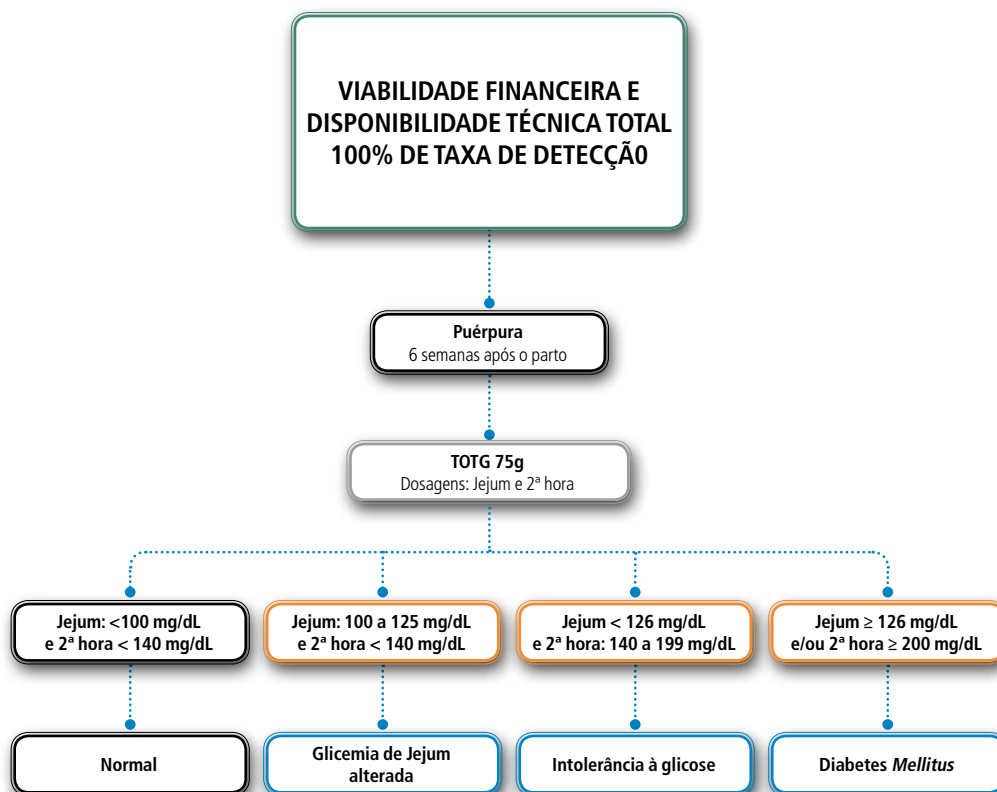 VIABILIDADE FINANCEIRA E
DISPONIBILIDADE TÉCNICA TOTAL
100% DE TAXA DE DETECÇÃ0
Puérpura
6 semanas após o parto
TOTG 75g
Dosagens: Jejum e 2ª hora
Jejum: <100 mg/dL
e 2ª hora < 140 mg/dL
Jejum: 100 a 125 mg/dL
e 2ª hora < 140 mg/dL
Jejum < 126 mg/dL
e 2ª hora: 140 a 199 mg/dL
Jejum ≥ 126 mg/dL
e/ou 2ª hora ≥ 200 mg/dL
Normal
Glicemia de Jejum
alterada
Intolerância à glicose
Diabetes Mellitus